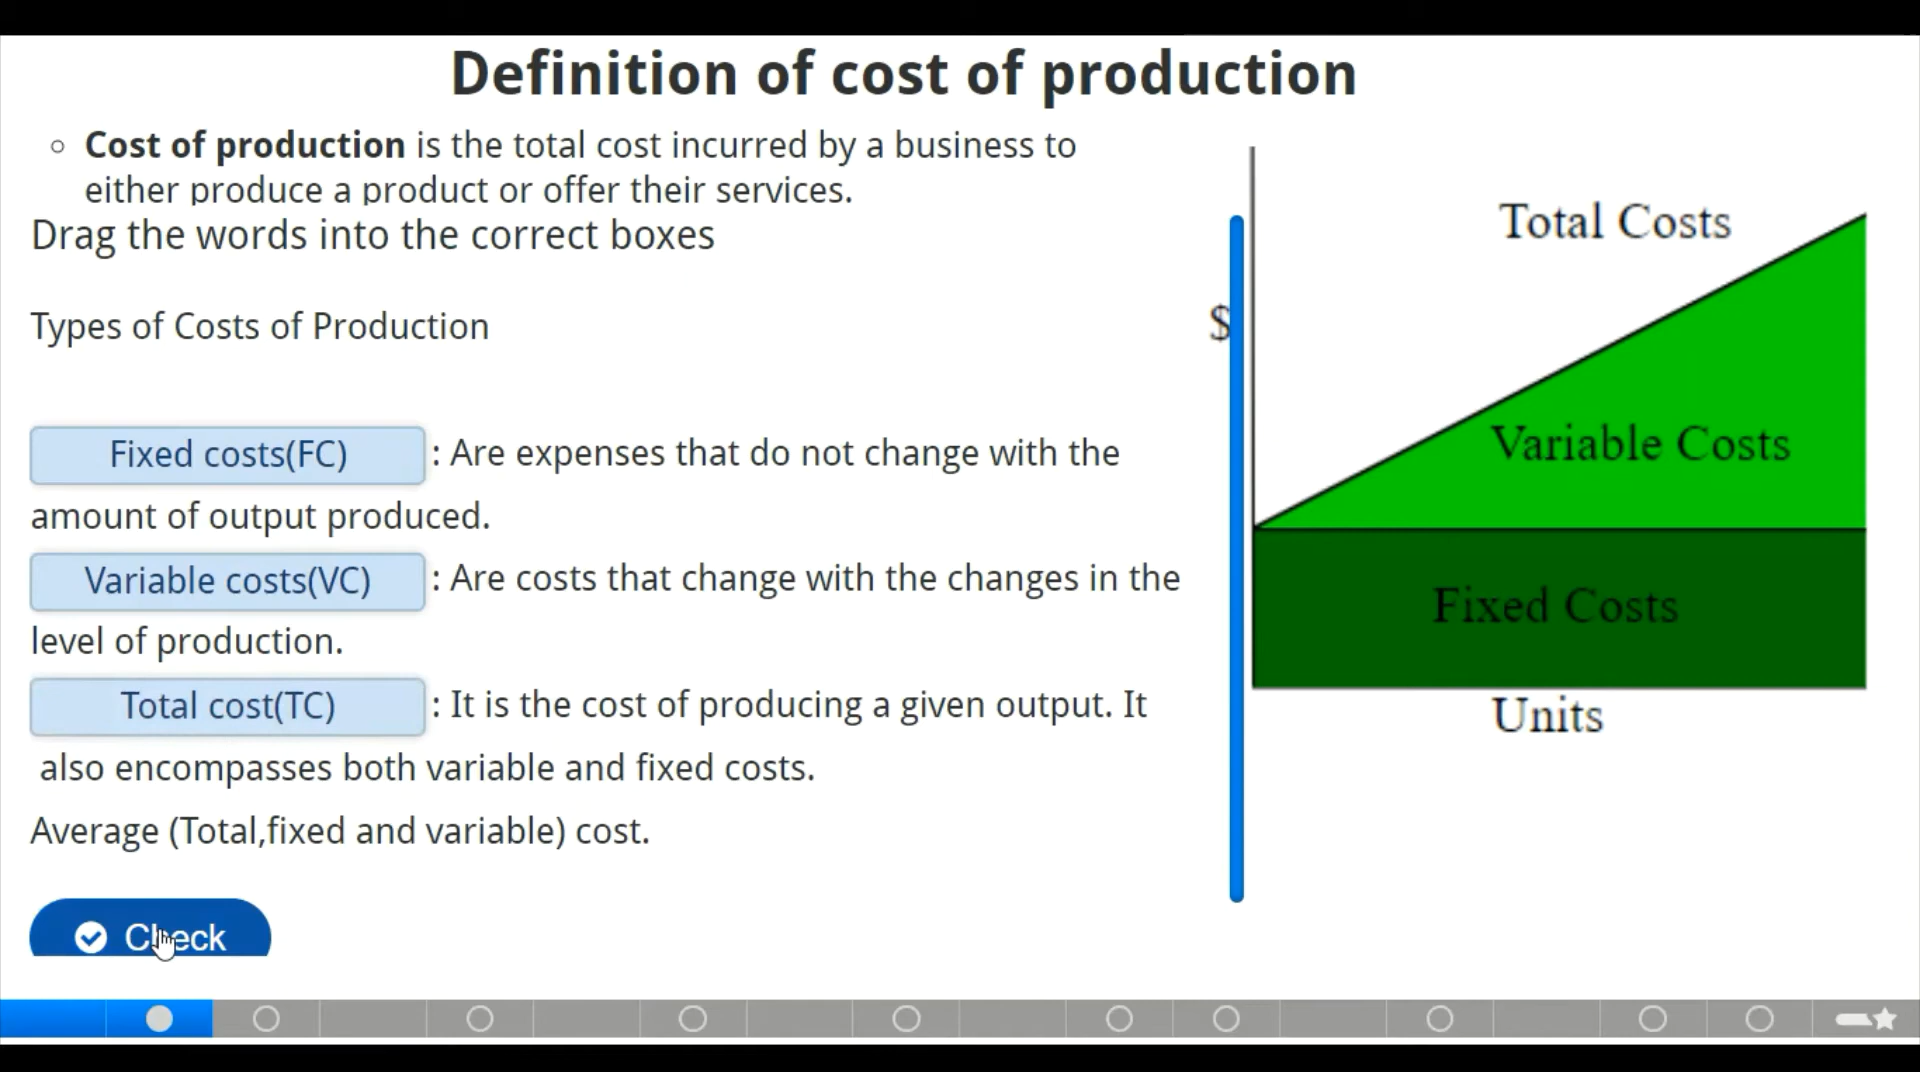 Definition of cost of production
Cost of production is the total cost incurred by a business to
either produce a product or offer their services.
Drag the words into the correct boxes
Types of Costs of Production
Fixed costs(FC) : Are expenses that do not change with the
amount of output produced.
Variable costs(VC) : Are costs that change with the changes in the
level of production.
Total cost(TC) : It is the cost of producing a given output. It
also encompasses both variable and fixed costs.
Average (Total,fixed and variable) cost.
Check
Total Costs
$
Variable Costs
Fixed Costs
Units